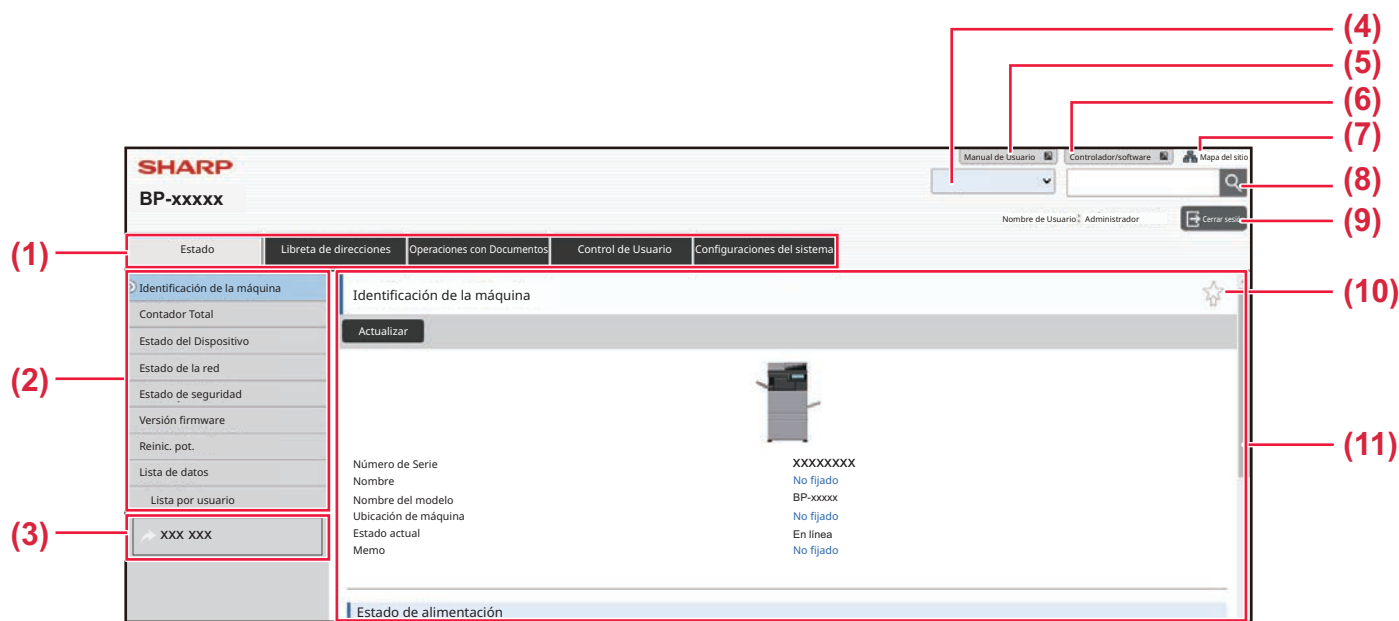 (4)
(5)
(6)
(7)
SHARP
Manual de Usuario
Controlador/software
Mapa del sitio
BP-xxxxx
(8)
Nombre de Usuario: Administrador
Cerrar sesión
(9)
(1)
Estado
Libreta de direcciones
Operaciones con Documentos
Control de Usuario
Configuraciones del sistema
Identificación de la máquina
Contador Total
Estado del Dispositivo
Estado de la red
Estado de seguridad
Versión firmware
Reinic. pot.
Lista de datos
Lista por usuario
(2)
(3)
XXX XXX
Identificación de la máquina
(10)
Actualizar
(11)
Número de Serie XXXXXXXX
Nombre No fijado
Nombre del modelo BP-xxxxx
Ubicación de máquina No fijado
Estado actual En línea
Memo No fijado
Estado de alimentación